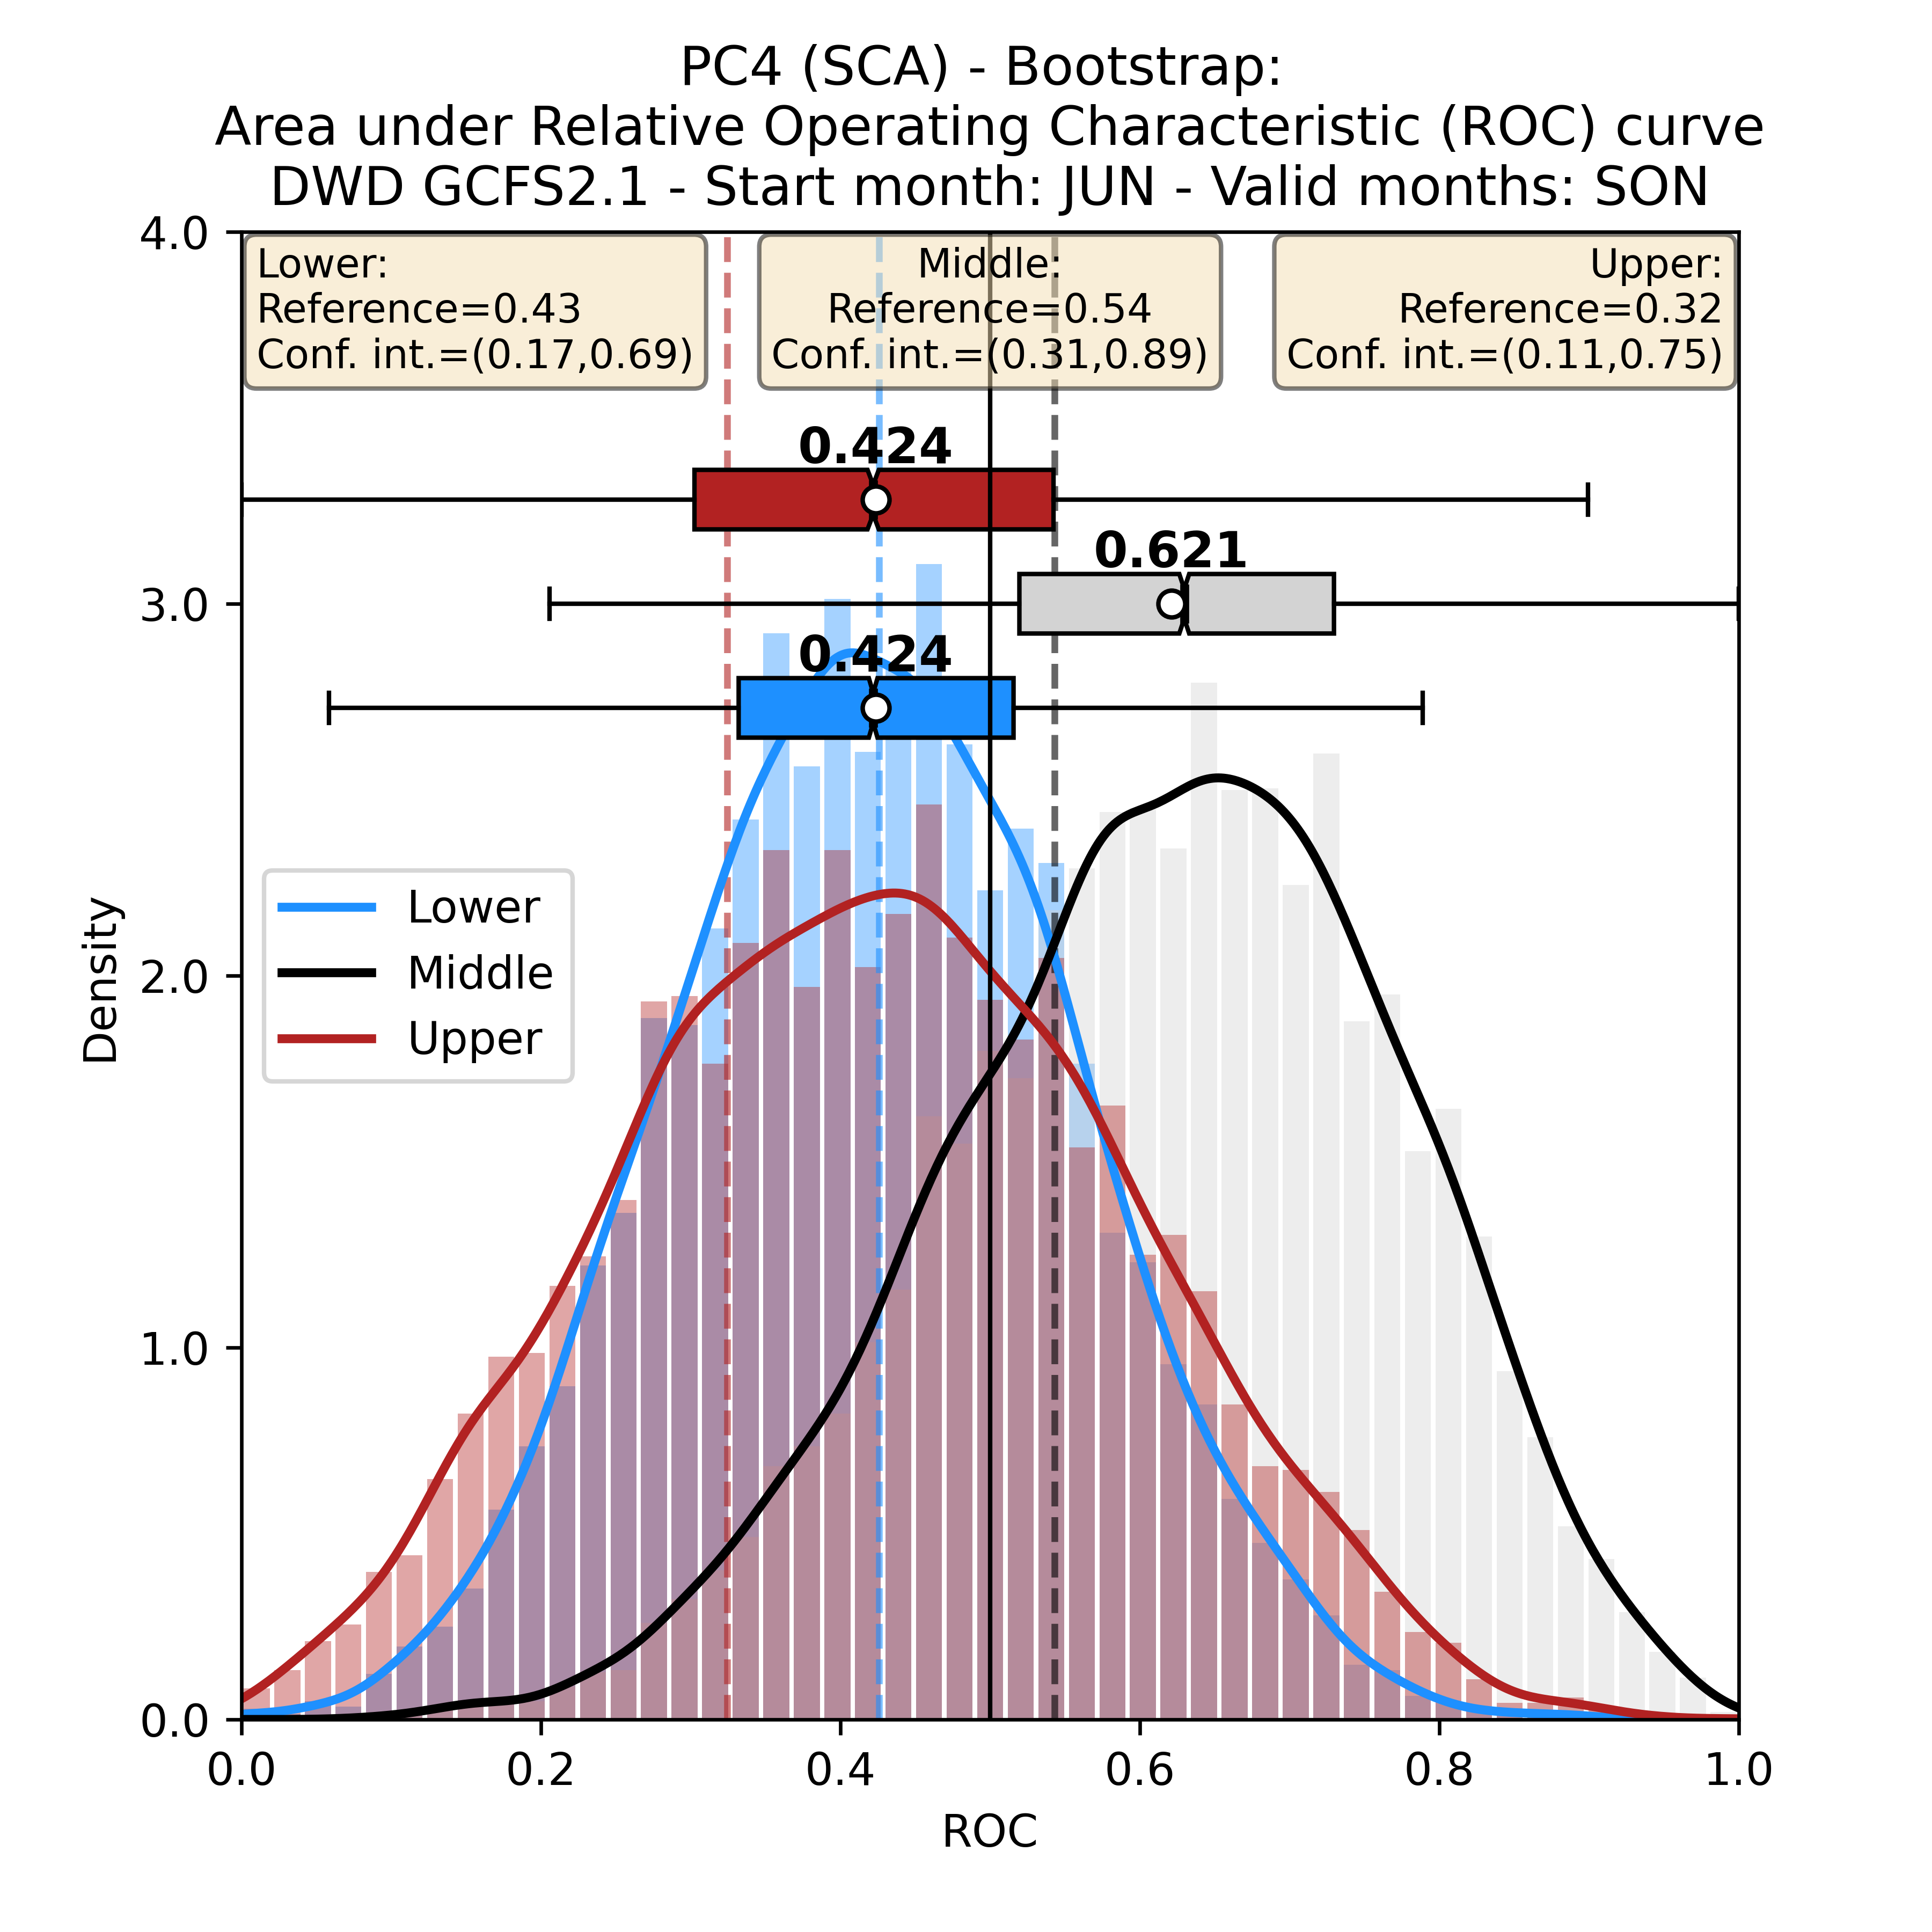 PC4 (SCA) - Bootstrap:
Area under Relative Operating Characteristic (ROC) curve
DWD GCFS2.1 - Start month: JUN - Valid months: SON
4.0
Lower:
Reference=0.43
Conf. int.=(0.17,0.69)
Middle:
Reference=0.54
Conf. int.=(0.31,0.89)
Upper:
Reference=0.32
Conf. int.=(0.11,0.75)
0.424
0.621
3.0
0.424
Lower
Middle
Upper
Density
2.0
1.0
0.0
0.0 0.2 0.4 0.6 0.8 1.0
ROC